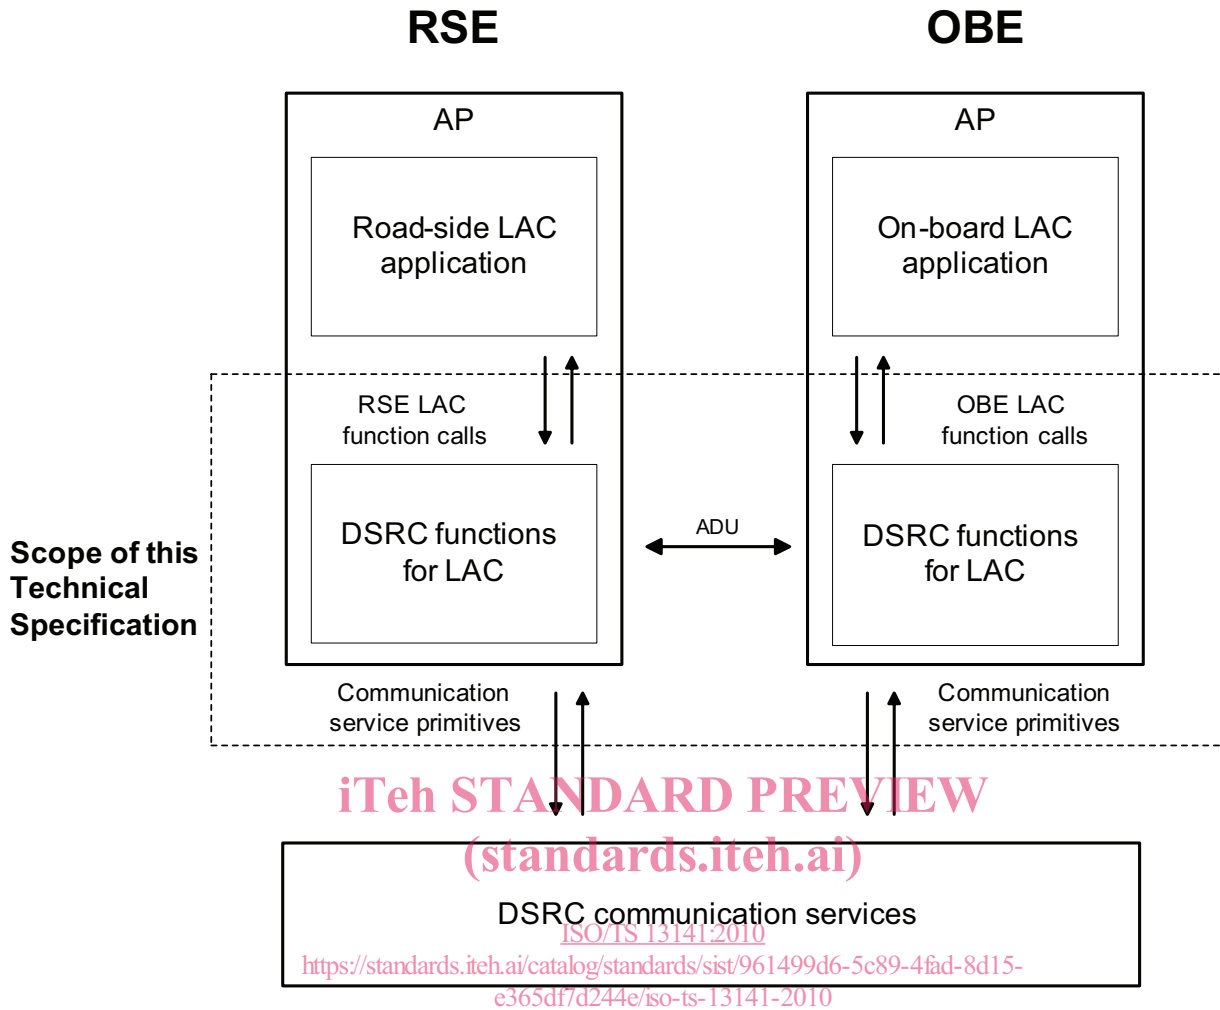 RSE
OBE
AP
AP
Road-side LAC
application
On-board LAC
application
RSE LAC
function calls
OBE LAC
function calls
DSRC functions
for LAC
ADU
DSRC functions
for LAC
Scope of this
Technical
Specification
Communication
service primitives
Communication
service primitives
iTeh STANDARD PREVIEW
(standards.iteh.ai)
DSRC communication services
ISO/TS 13141:2010
https://standards.iteh.ai/catalog/standards/sist/961499d6-5c89-4fad-8d15-
e365df7d244e/iso-ts-13141-2010